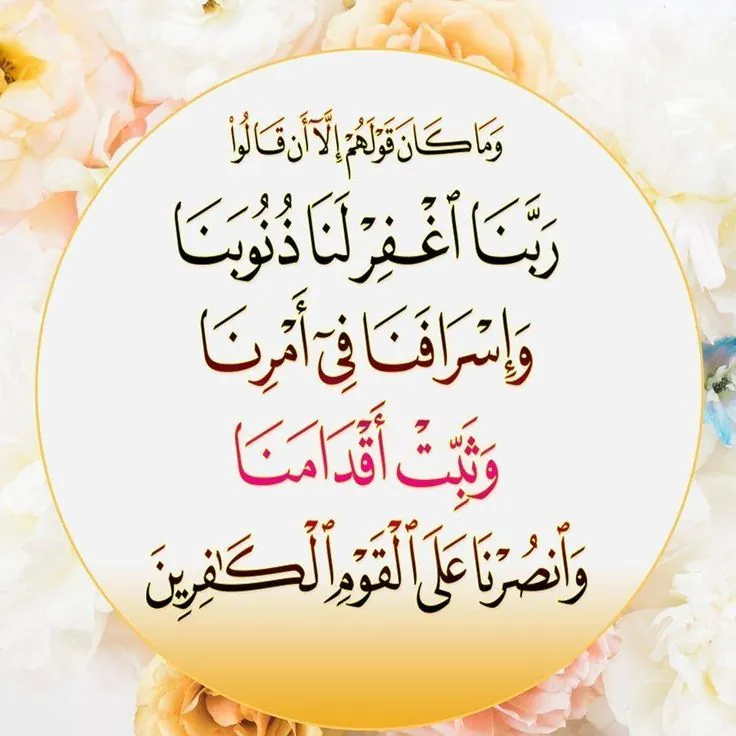 وَمَا كَانَ قَوْلَهُمْ إِلَّآ أَن قَالُوا۟
رَبَّنَا ٱغْفِرْ لَنَا ذُنُوبَنَا
وَإِسْرَافَنَا فِىٓ أَمْرِنَا
وَثَبِّتْ أَقْدَامَنَا
وَٱنصُرْنَا عَلَى ٱلْقَوْمِ ٱلْكَـٰفِرِينَ